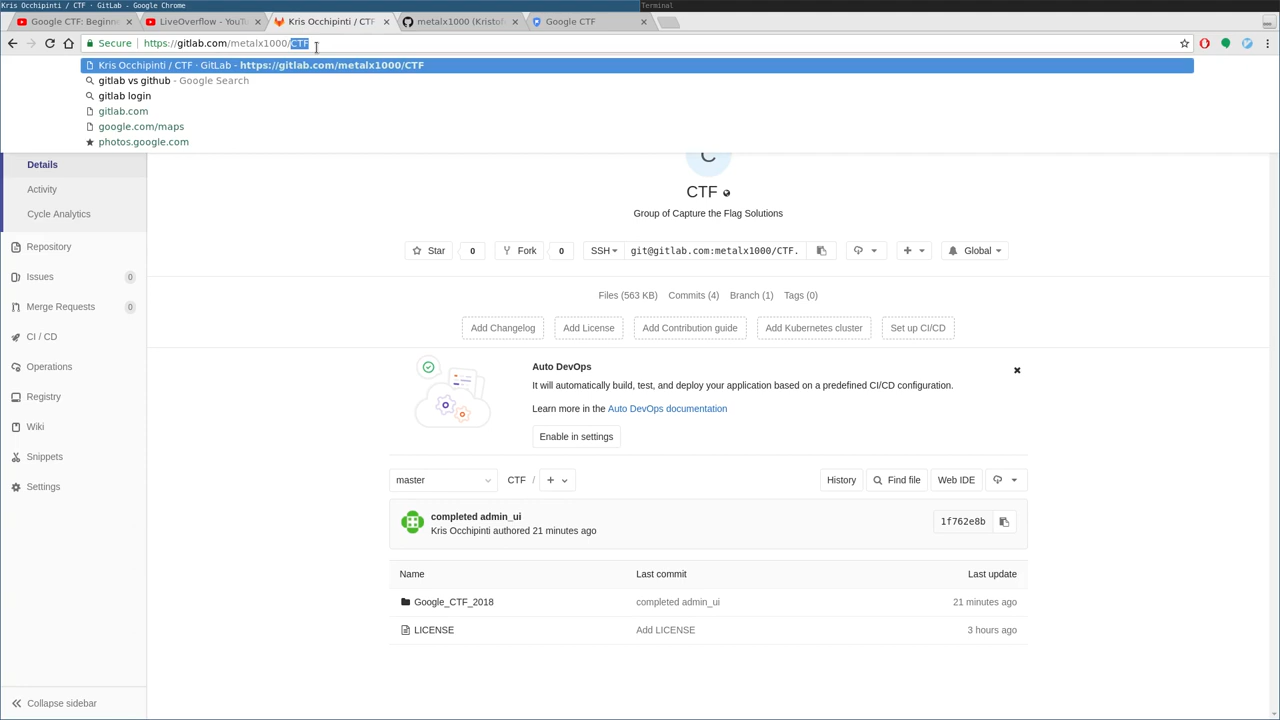 Kris Occhipinti / CTF · GitLab - Google Chrome
Terminal
Google CTF: Beginne
LiveOverflow - YouTu
Kris Occhipinti / CTF
metalx1000 (Kristof
Google CTF
Secure
https://gitlab.com/metalx1000/CTF
Kris Occhipinti / CTF · GitLab - https://gitlab.com/metalx1000/CTF
gitlab vs github - Google Search
gitlab login
gitlab.com
google.com/maps
photos.google.com
Details
Activity
Cycle Analytics
Repository
Issues 0
Merge Requests 0
CI / CD
Operations
Registry
Wiki
Snippets
Settings
Collapse sidebar
C
CTF
Group of Capture the Flag Solutions
Star 0 Fork 0 SSH git@gitlab.com:metalx1000/CTF. + Global
Files (563 KB) Commits (4) Branch (1) Tags (0)
Add Changelog Add License Add Contribution guide Add Kubernetes cluster Set up CI/CD
Auto DevOps
It will automatically build, test, and deploy your application based on a predefined CI/CD configuration.
Learn more in the Auto DevOps documentation
Enable in settings
master CTF / + History Find file Web IDE
completed admin_ui
Kris Occhipinti authored 21 minutes ago
1f762e8b
Name Last commit Last update
Google_CTF_2018 completed admin_ui 21 minutes ago
LICENSE Add LICENSE 3 hours ago